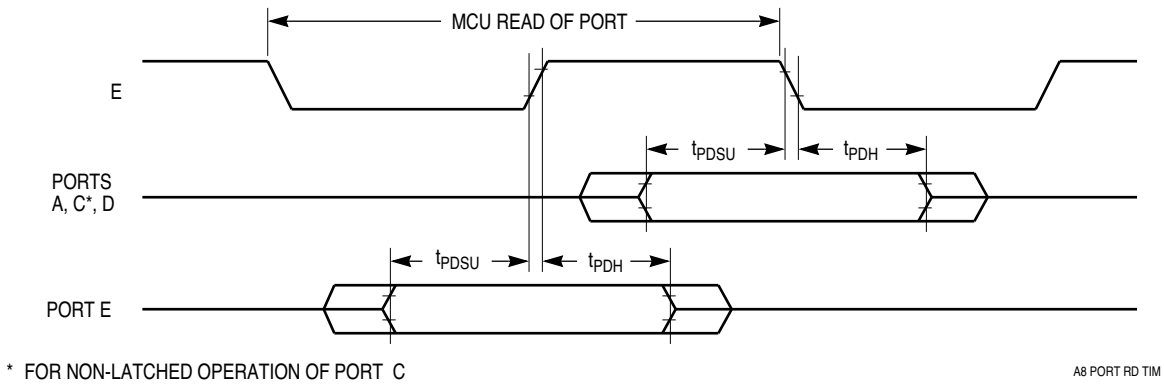 MCU READ OF PORT
E
tPDSU
tPDH
PORTS
A, C*, D
tPDSU
tPDH
PORT E
* FOR NON-LATCHED OPERATION OF PORT C
A8 PORT RD TIM